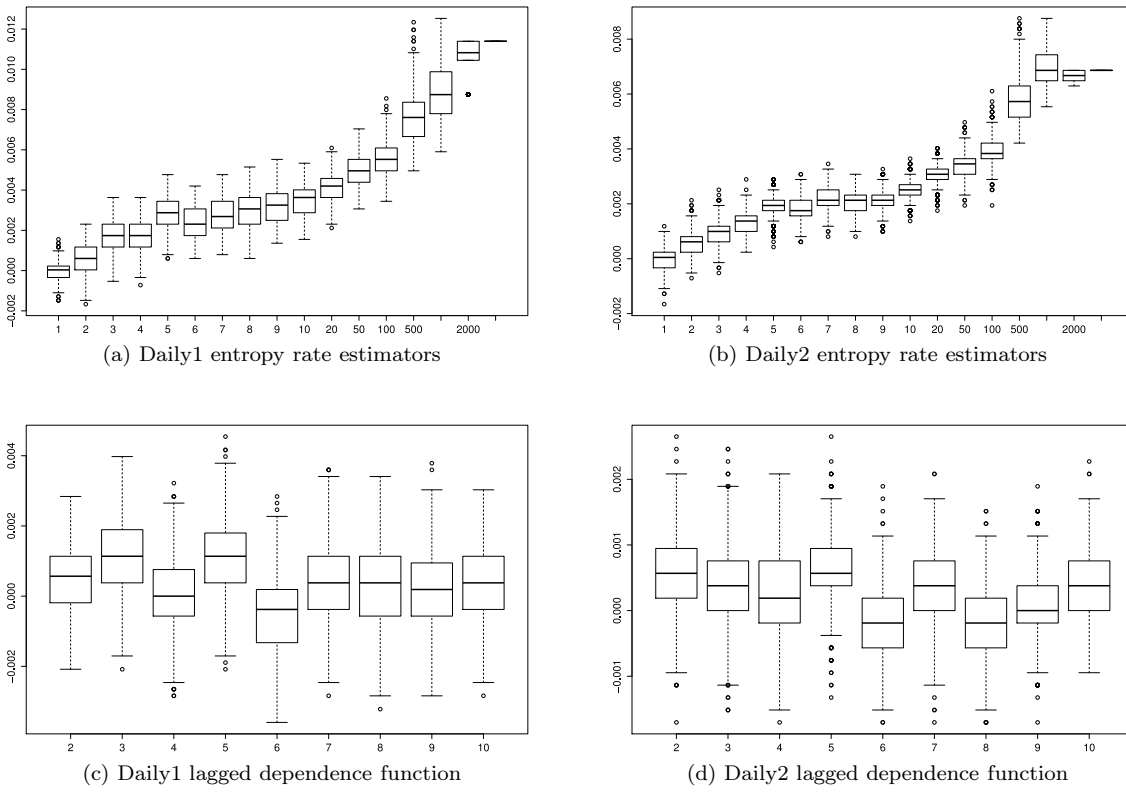 0.012
0.010
0.008
0.006
0.004
0.002
0.000
−0.002
1 2 3 4 5 6 7 8 9 10 20 50 100 500 2000
(a) Daily1 entropy rate estimators
0.008
0.006
0.004
0.002
0.000
−0.002
1 2 3 4 5 6 7 8 9 10 20 50 100 500 2000
(b) Daily2 entropy rate estimators
0.004
0.002
0.000
−0.002
2 3 4 5 6 7 8 9 10
(c) Daily1 lagged dependence function
0.002
0.001
0.000
−0.001
2 3 4 5 6 7 8 9 10
(d) Daily2 lagged dependence function